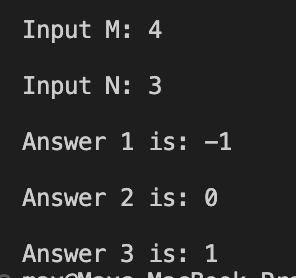 Input M: 4
Input N: 3
Answer 1 is: -1
Answer 2 is: 0
Answer 3 is: 1